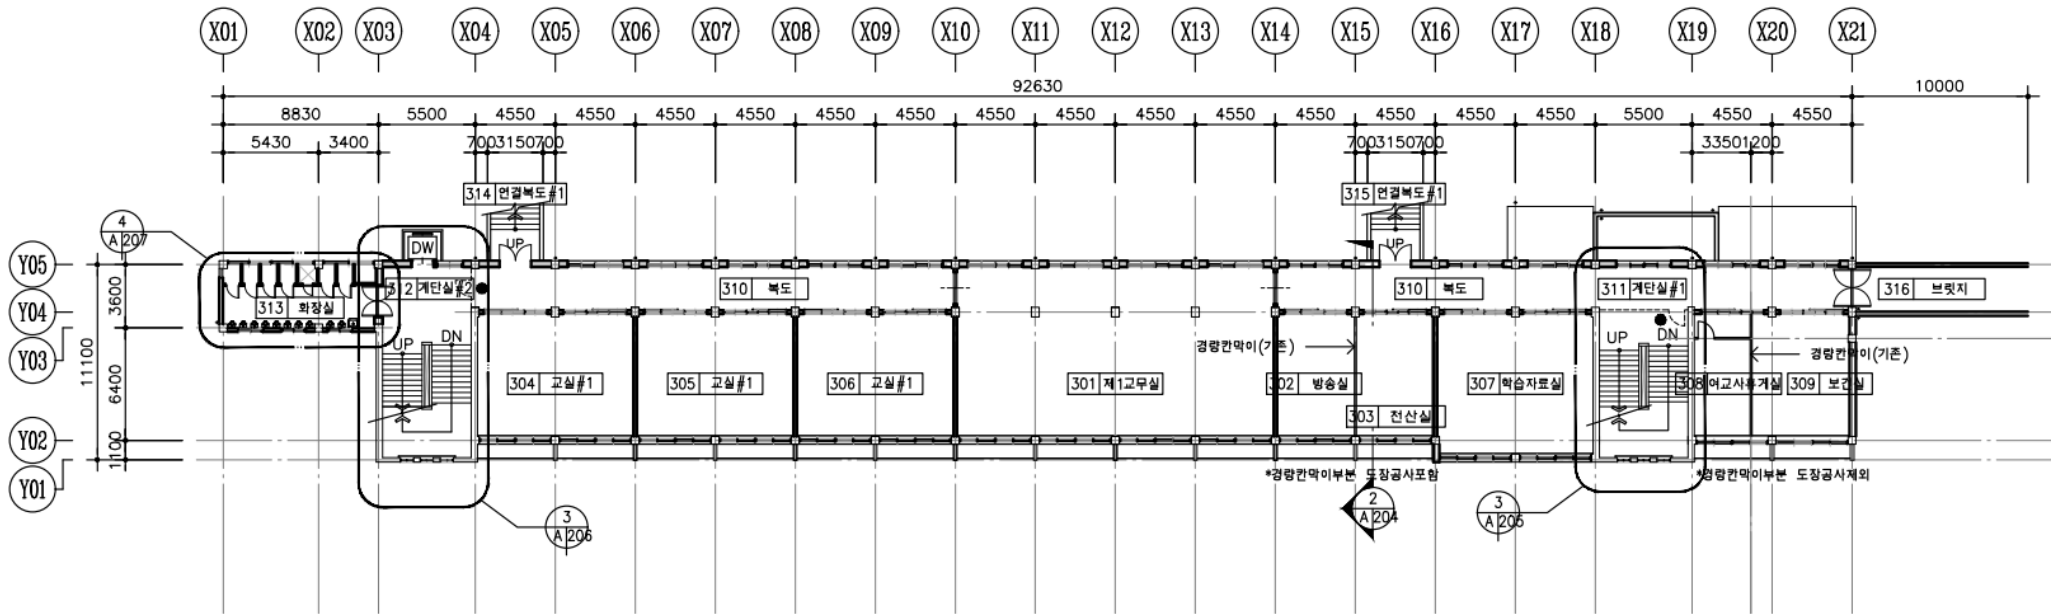 X01 X02 X03 X04 X05 X06 X07 X08 X09 X10 X11 X12 X13 X14 X15 X16 X17 X18 X19 X20 X21
92630 10000
8830 5500 4550 4550 4550 4550 4550 4550 4550 4550 4550 4550 4550 4550 4550 4550 5500 4550 4550
5430 3400 700 3150 700 700 3150 700 3350 1200
314 연결복도#1 315 연결복도#1
4
A 207
UP UP
DW
Y05
Y04
Y03
Y02
Y01
3600
6400
1100
11100
312 계단실#2 310 복도 310 복도 311 계단실#1 316 브릿지
313 화장실
UP DN UP DN
경량칸막이(기존) 경량칸막이(기존)
304 교실#1 305 교실#1 306 교실#1 301 제1교무실 302 방송실 307 학습자료실 308 여교사휴게실 309 보건실
303 전산실
*경량칸막이부분 도장공사포함 *경량칸막이부분 도장공사제외
3
A 206
2
A 204
3
A 205